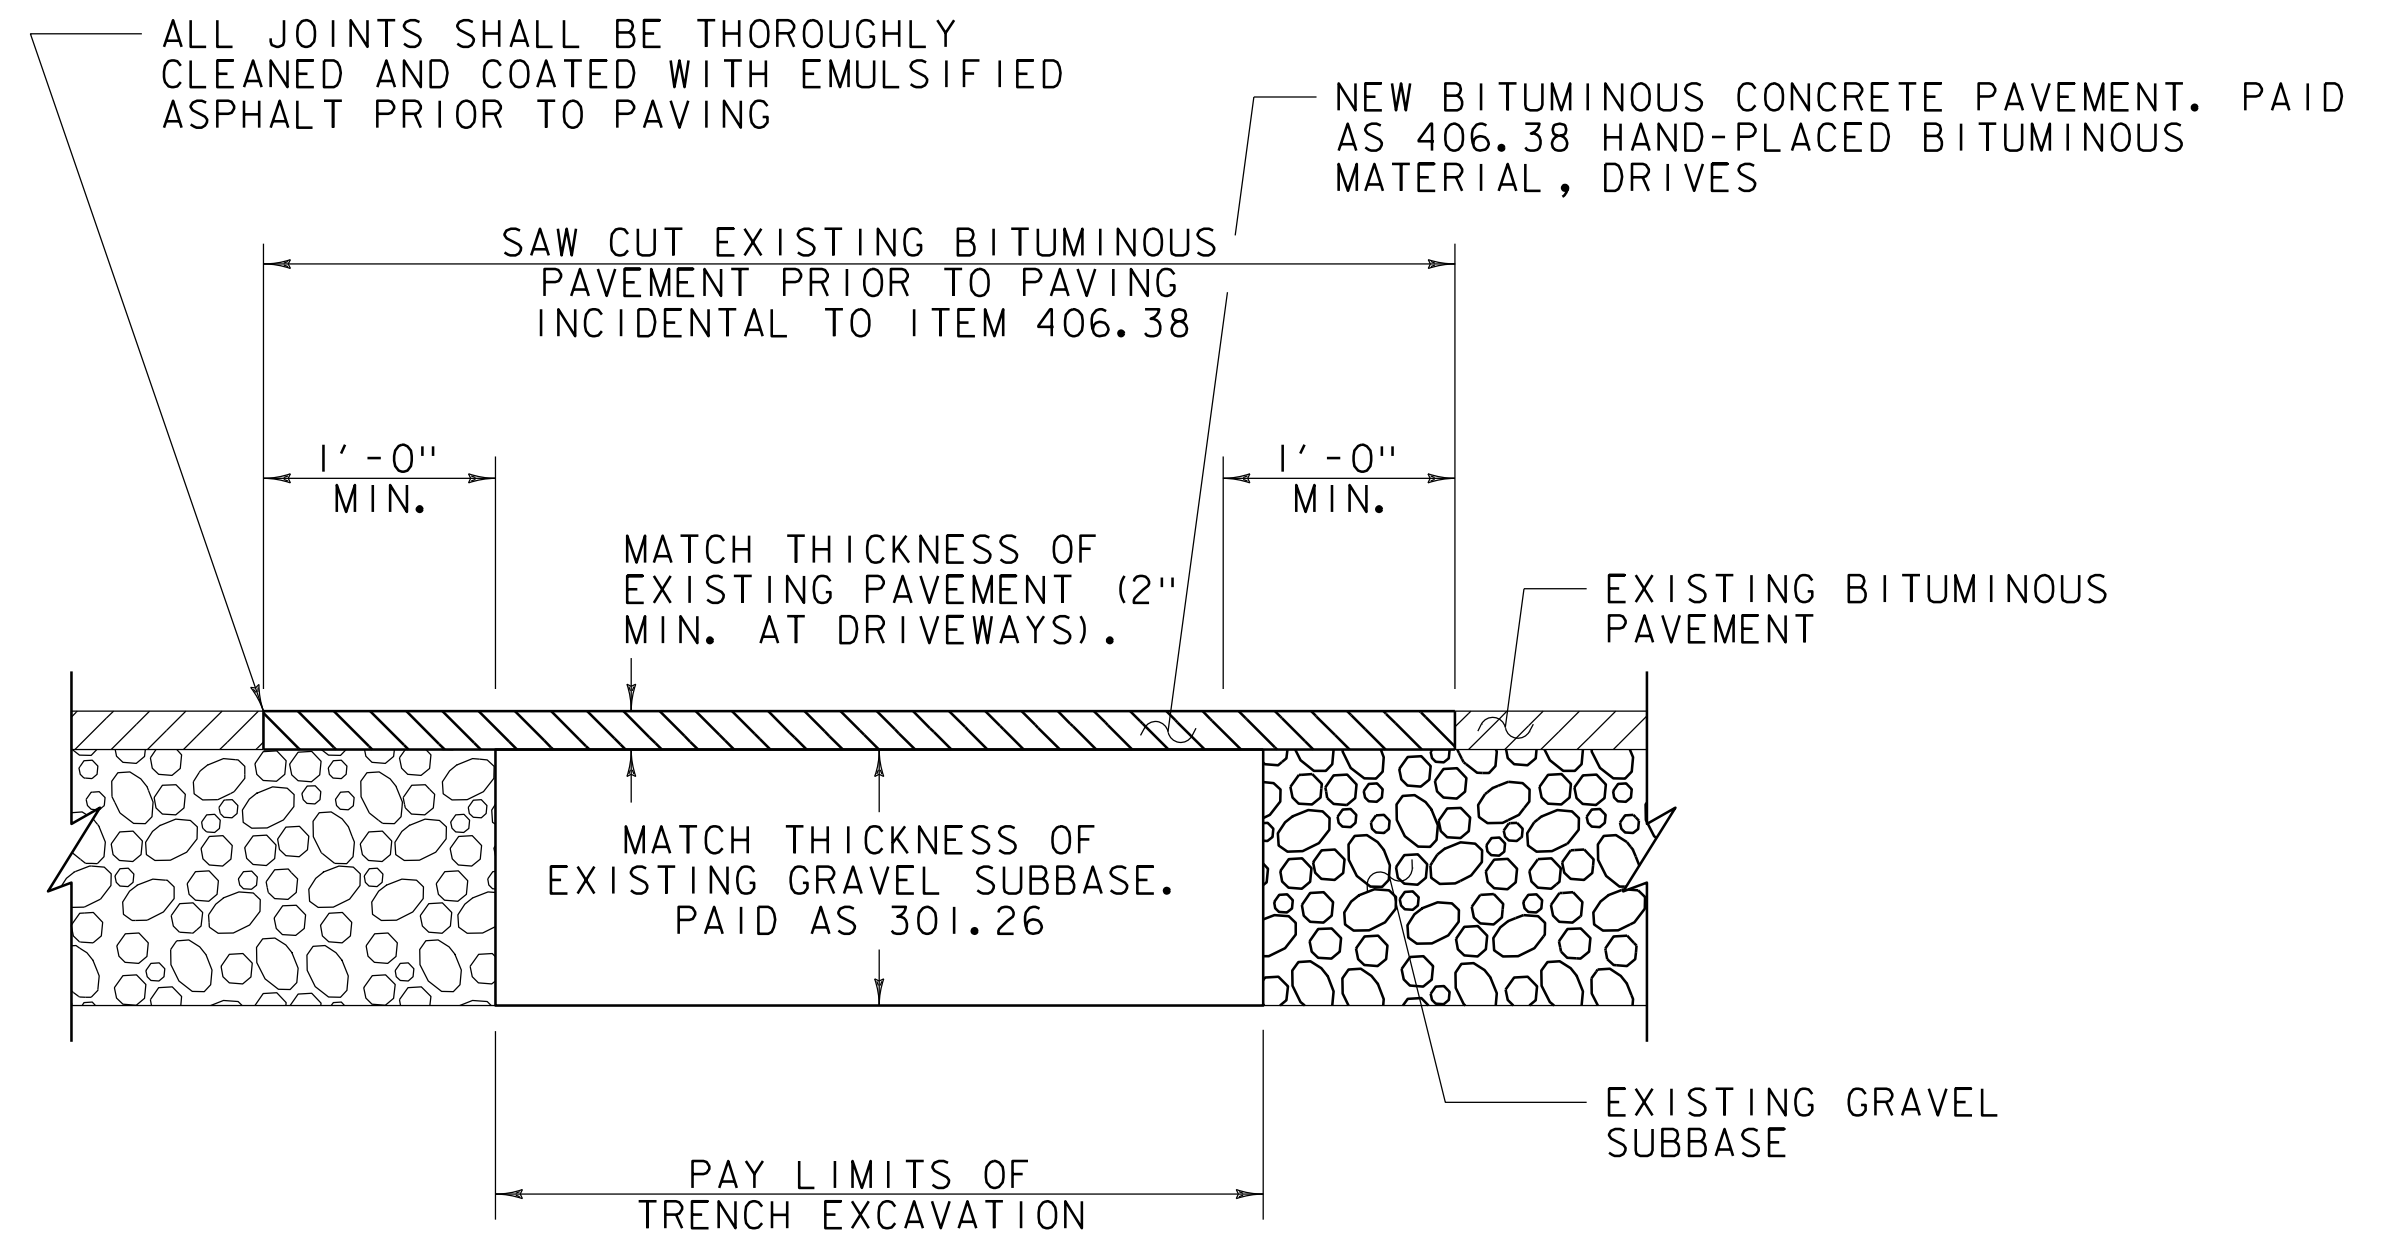 ALL JOINTS SHALL BE THOROUGHLY
CLEANED AND COATED WITH EMULSIFIED
ASPHALT PRIOR TO PAVING
NEW BITUMINOUS CONCRETE PAVEMENT. PAID
AS 406.38 HAND-PLACED BITUMINOUS
MATERIAL, DRIVES
SAW CUT EXISTING BITUMINOUS
PAVEMENT PRIOR TO PAVING
INCIDENTAL TO ITEM 406.38
1'-0"
MIN.
1'-0"
MIN.
MATCH THICKNESS OF
EXISTING PAVEMENT (2"
MIN. AT DRIVEWAYS).
EXISTING BITUMINOUS
PAVEMENT
MATCH THICKNESS OF
EXISTING GRAVEL SUBBASE.
PAID AS 301.26
EXISTING GRAVEL
SUBBASE
PAY LIMITS OF
TRENCH EXCAVATION